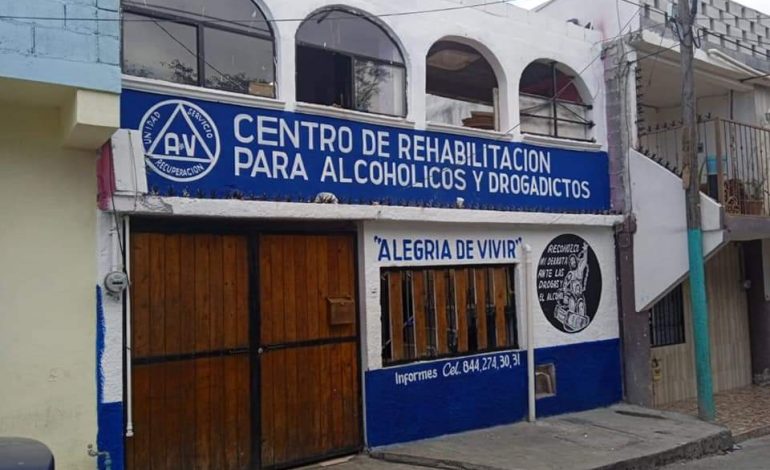 UNIDAD SERVICIO
RECUPERACION
A-V
CENTRO DE REHABILITACION
PARA ALCOHOLICOS Y DROGADICTOS
"ALEGRIA DE VIVIR"
RECONOZCO
MI DERROTA
ANTE LAS
DROGAS Y
EL ALCOHOL
Informes Cel. 844,274,30,31